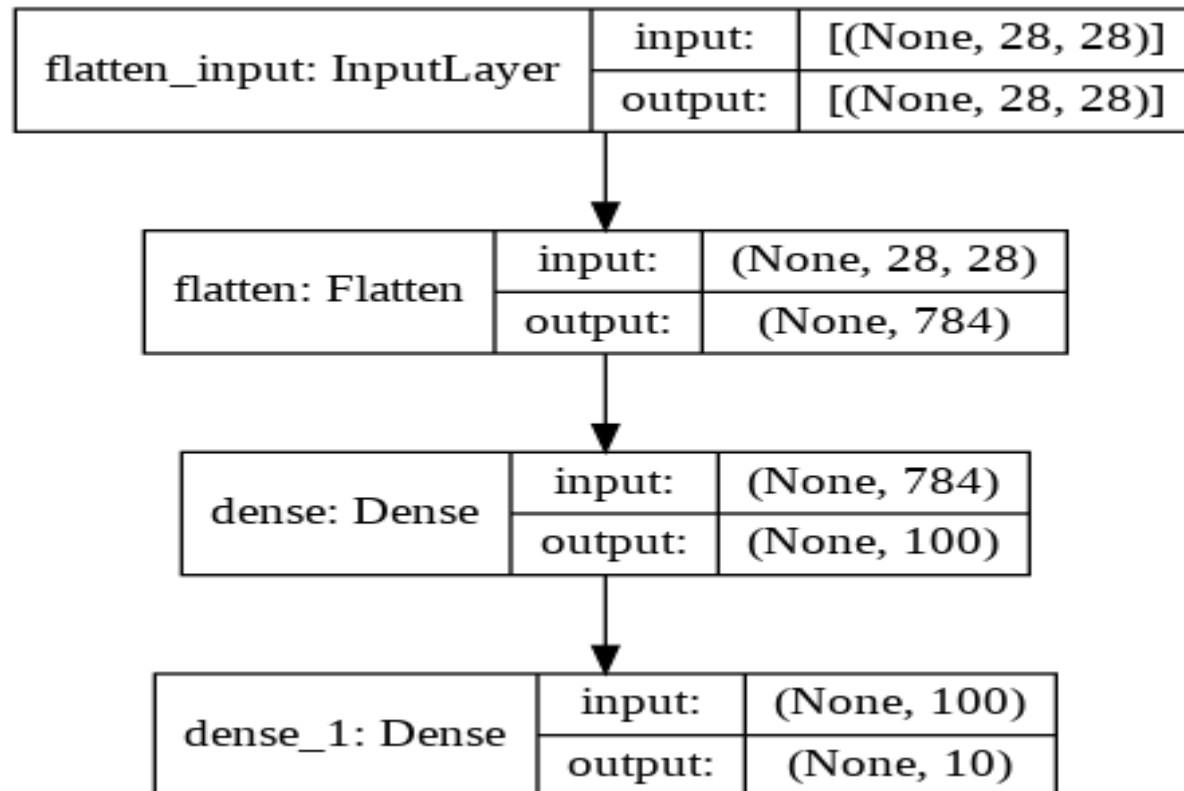 flatten_input: InputLayer
input: [(None, 28, 28)]
output: [(None, 28, 28)]
flatten: Flatten
input: (None, 28, 28)
output: (None, 784)
dense: Dense
input: (None, 784)
output: (None, 100)
dense_1: Dense
input: (None, 100)
output: (None, 10)